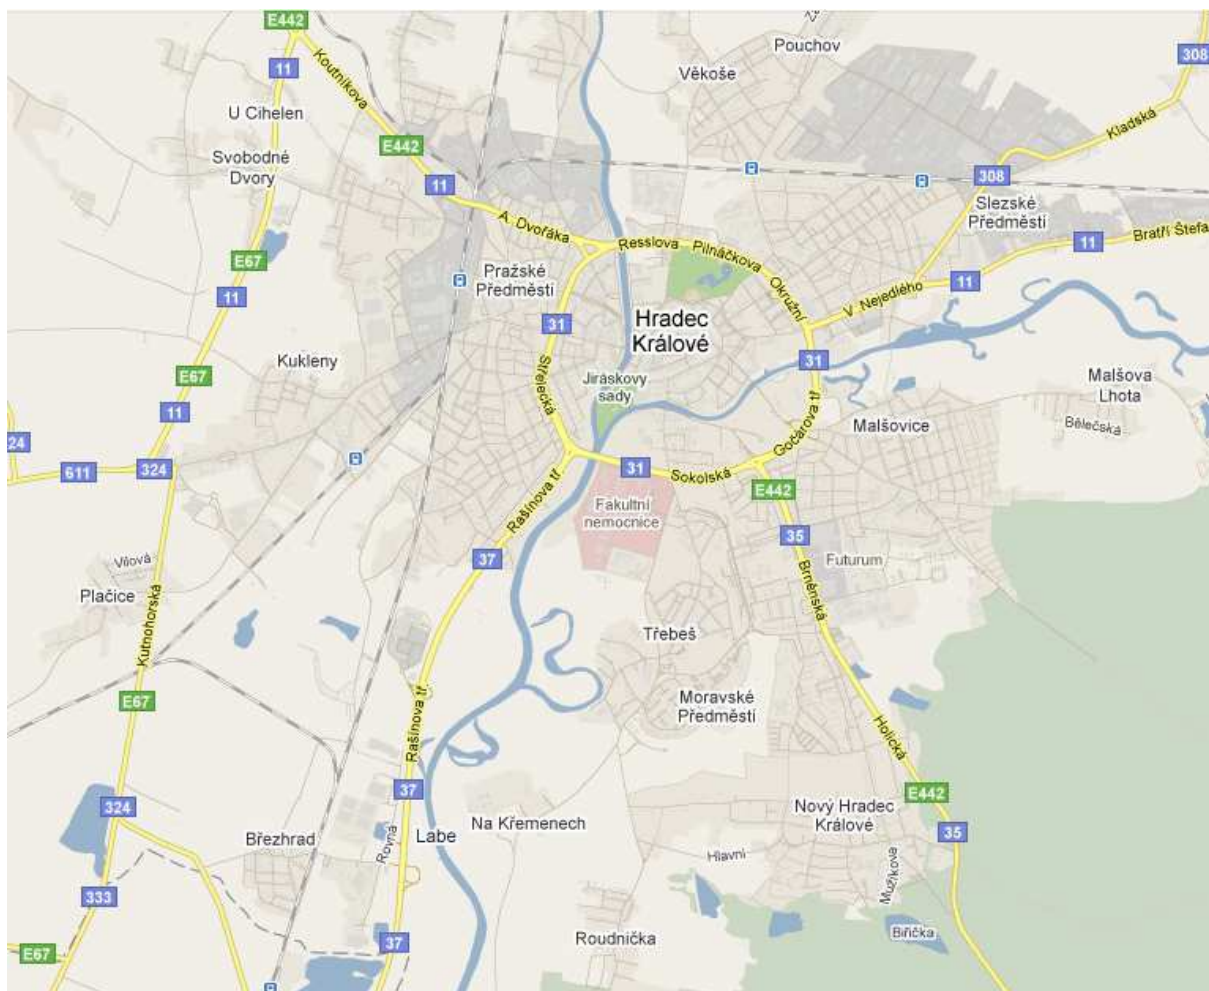 E442
Pouchov
Věkoše
308
11
Koutníkova
U Cihelen
Kladská
E442
Svobodné
Dvory
308
11
Slezské
Předměstí
A. Dvořáka
Resslova
Pilnáčkova
11
Bratří Štefa
E67
Pražské
Předměstí
Okružní
V. Nejedlého
11
11
31
Hradec
Králové
31
Kukleny
Střelecká
E67
Jiráskovy
sady
Malšova
Lhota
11
Gočárova tř.
Malšovice
Bělečská
24
611
324
31
Sokolská
E442
Rašínova tř.
Fakultní
nemocnice
35
37
Vilová
Futurum
Plačice
Brněnská
Kutnohorská
Třebeš
E67
Moravské
Předměstí
Rašínova tř.
Holická
37
E442
324
Nový Hradec
Králové
Na Křemenech
35
Březhrad
Rovná
Labe
Hlavní
Mužíkova
333
Roudnička
Biřička
37
E67